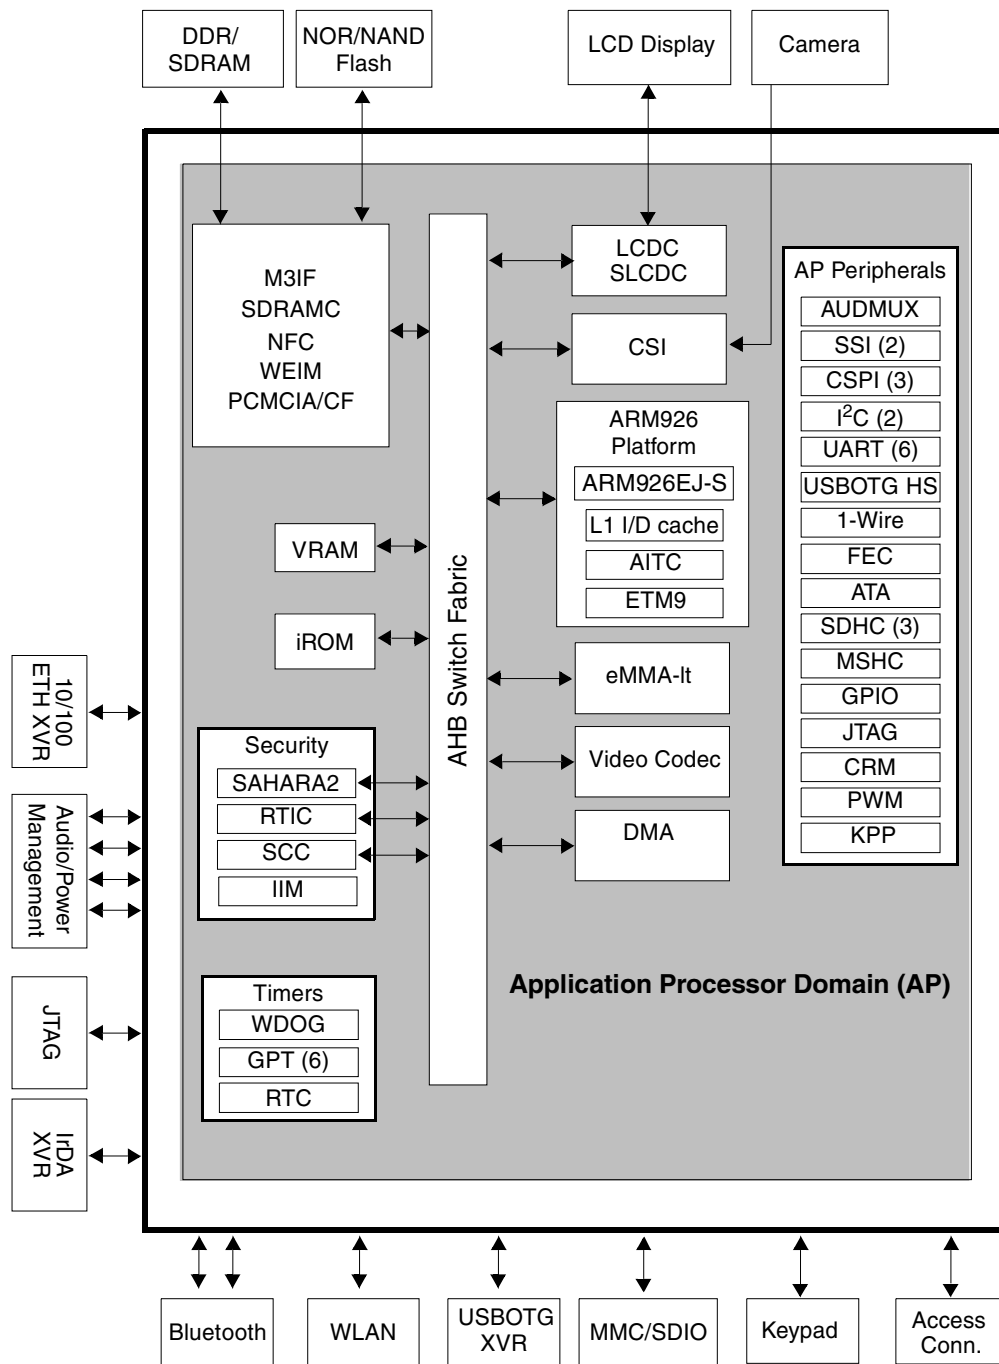 DDR/
SDRAM
NOR/NAND
Flash
LCD Display
Camera
M3IF
SDRAMC
NFC
WEIM
PCMCIA/CF
LCDC
SLCDC
CSI
ARM926
Platform
ARM926EJ-S
L1 I/D cache
AITC
ETM9
AP Peripherals
AUDMUX
SSI (2)
CSPI (3)
I²C (2)
UART (6)
USBOTG HS
1-Wire
FEC
ATA
SDHC (3)
MSHC
GPIO
JTAG
CRM
PWM
KPP
VRAM
iROM
AHB Switch Fabric
eMMA-lt
Video Codec
DMA
Security
SAHARA2
RTIC
SCC
IIM
Timers
WDOG
GPT (6)
RTC
Application Processor Domain (AP)
10/100
ETH XVR
Audio/Power
Management
JTAG
IrDA
XVR
Bluetooth
WLAN
USBOTG
XVR
MMC/SDIO
Keypad
Access
Conn.